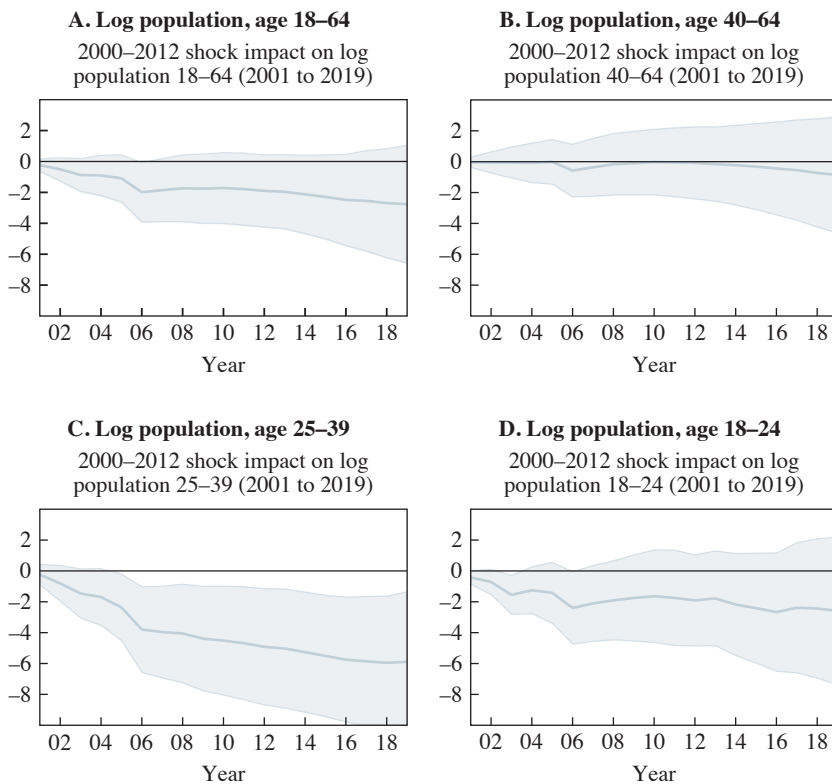 A. Log population, age 18–64
2000–2012 shock impact on log
population 18–64 (2001 to 2019)
2
0
–2
–4
–6
–8
02 04 06 08 10 12 14 16 18
Year
B. Log population, age 40–64
2000–2012 shock impact on log
population 40–64 (2001 to 2019)
2
0
–2
–4
–6
–8
02 04 06 08 10 12 14 16 18
Year
C. Log population, age 25–39
2000–2012 shock impact on log
population 25–39 (2001 to 2019)
2
0
–2
–4
–6
–8
02 04 06 08 10 12 14 16 18
Year
D. Log population, age 18–24
2000–2012 shock impact on log
population 18–24 (2001 to 2019)
2
0
–2
–4
–6
–8
02 04 06 08 10 12 14 16 18
Year